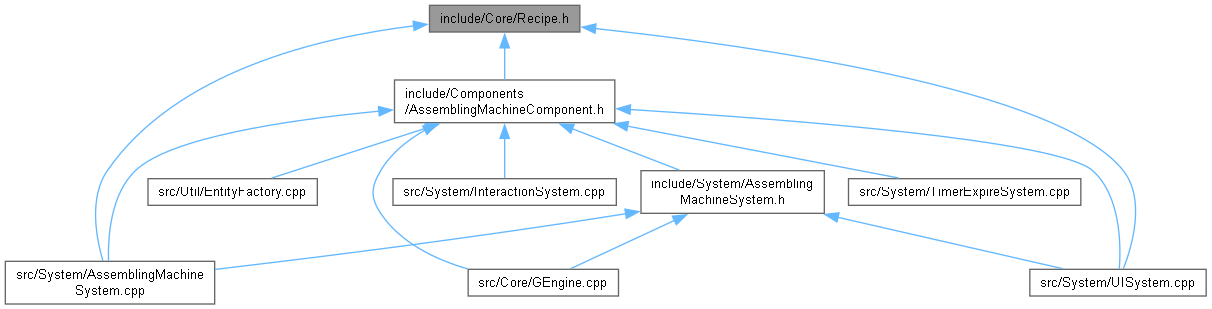 include/Core/Recipe.h
include/Components
/AssemblingMachineComponent.h
src/Util/EntityFactory.cpp
src/System/InteractionSystem.cpp
include/System/Assembling
MachineSystem.h
src/System/TimerExpireSystem.cpp
src/System/AssemblingMachine
System.cpp
src/Core/GEngine.cpp
src/System/UISystem.cpp